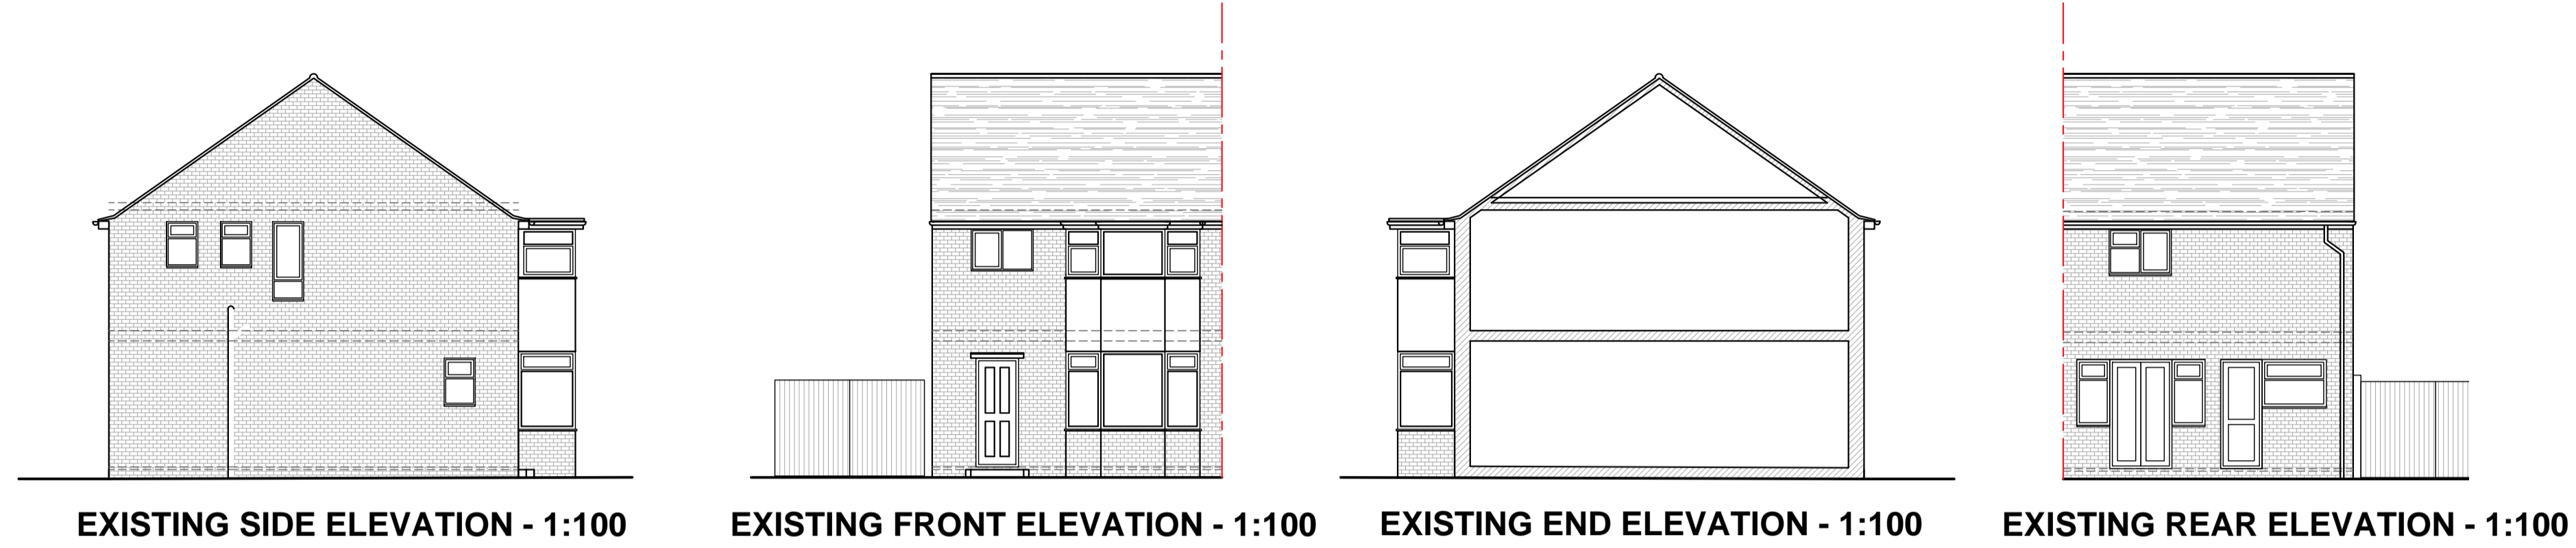 EXISTING SIDE ELEVATION - 1:100
EXISTING FRONT ELEVATION - 1:100
EXISTING END ELEVATION - 1:100
EXISTING REAR ELEVATION - 1:100